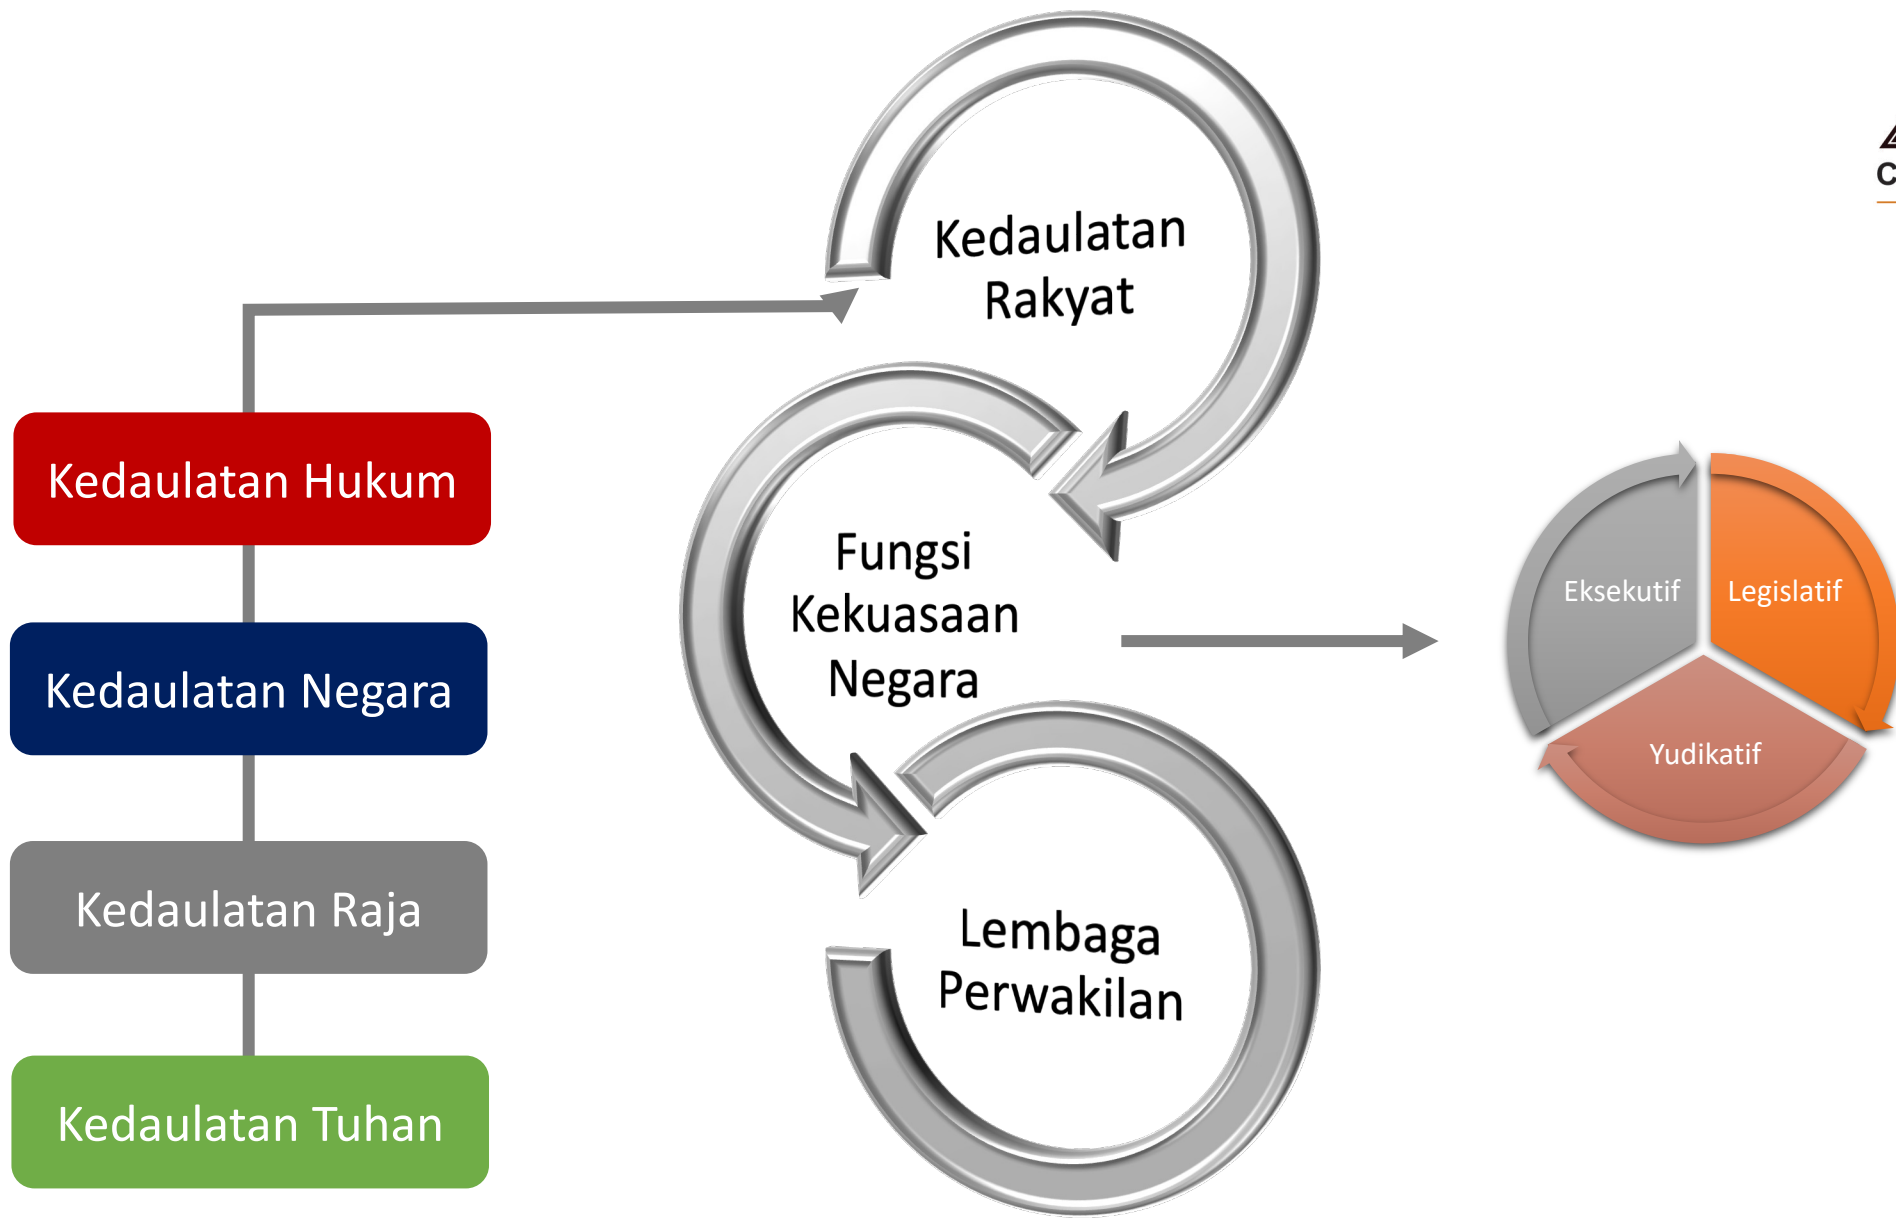 Kedaulatan
Rakyat
Kedaulatan Hukum
Kedaulatan Negara
Kedaulatan Raja
Kedaulatan Tuhan
Fungsi
Kekuasaan
Negara
Lembaga
Perwakilan
Eksekutif
Legislatif
Yudikatif